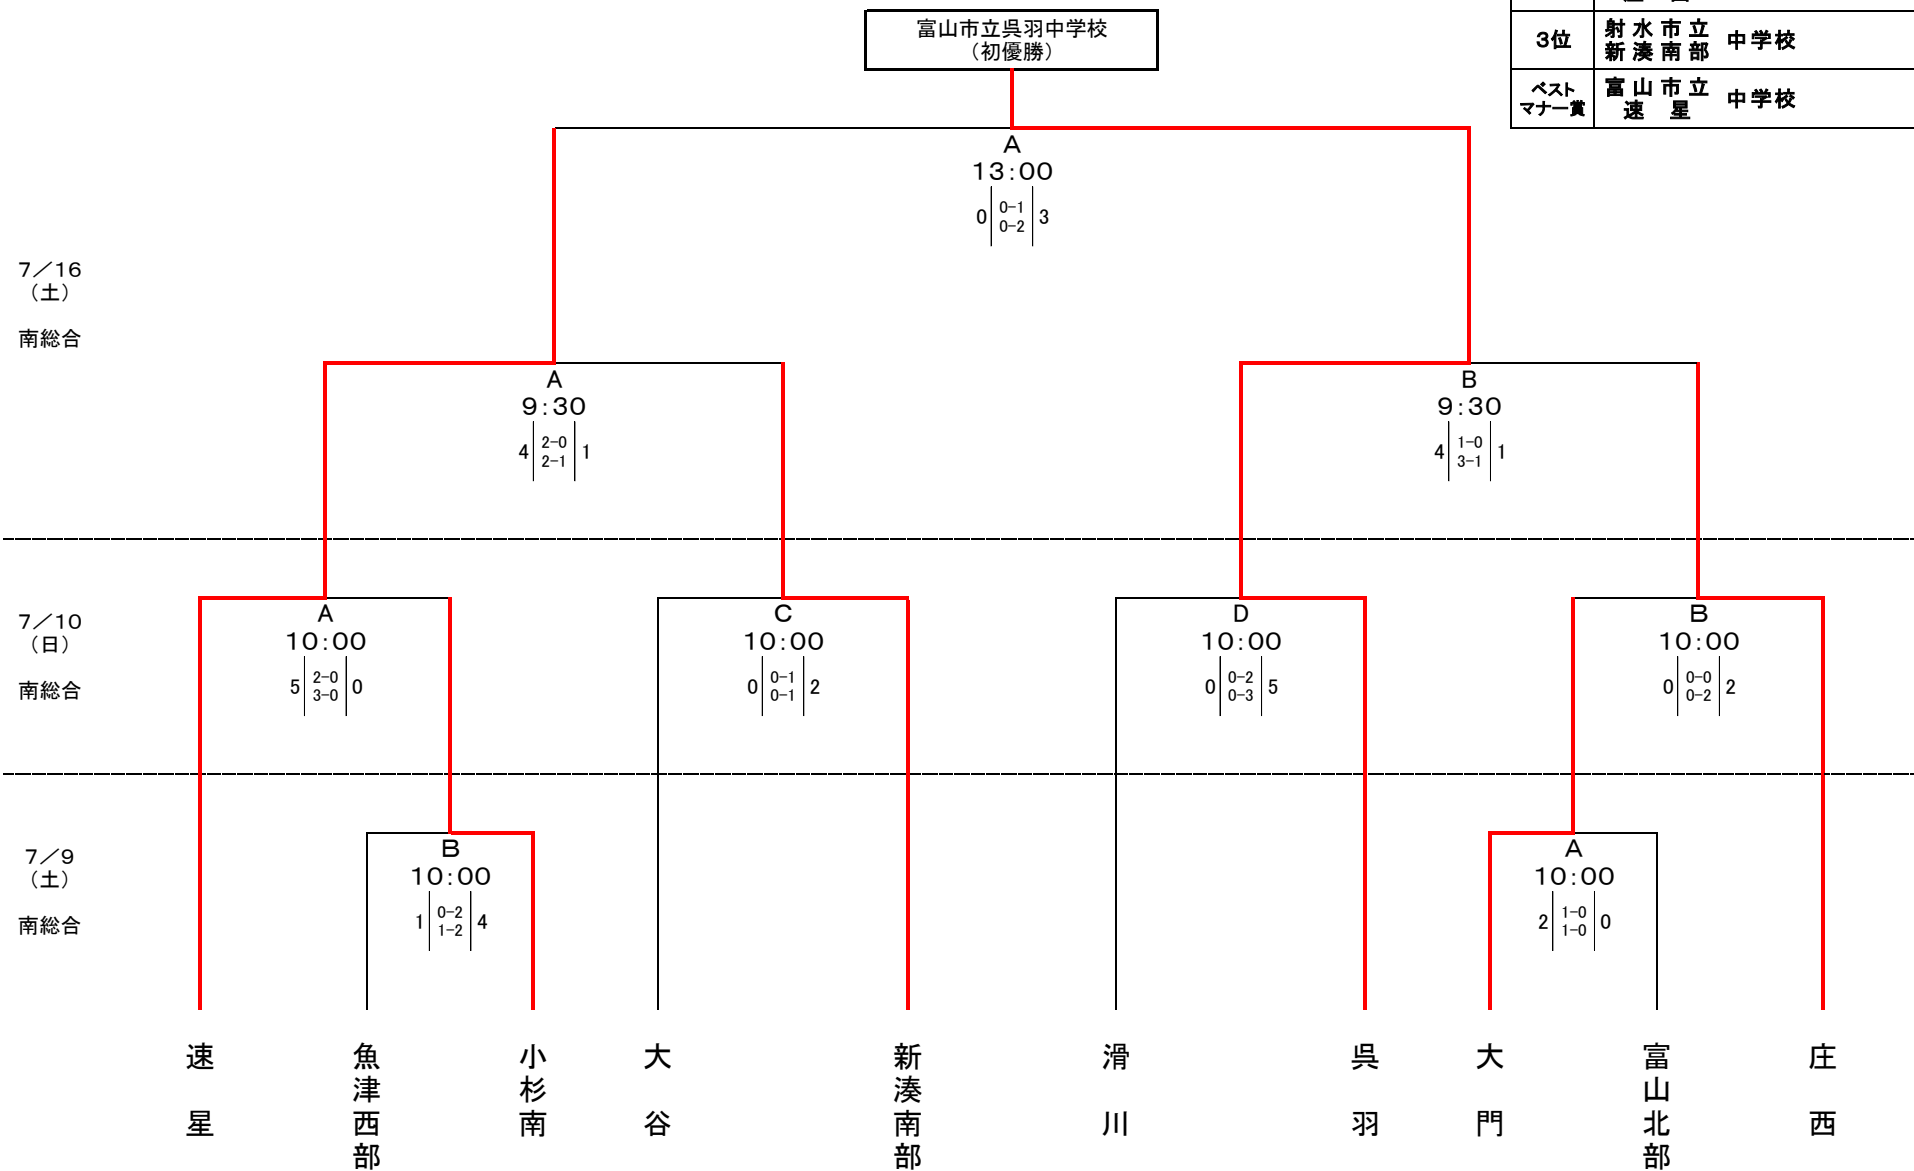 富山市立呉羽中学校
（初優勝）
3位
射水市立
新湊南部
中学校
ベスト
マナー賞
富山市立
速星
中学校
A
13:00
0
0-1
0-2
3
7／16
（土）
南総合
A
9:30
4
2-0
2-1
1
B
9:30
4
1-0
3-1
1
7／10
（日）
南総合
A
10:00
5
2-0
3-0
0
C
10:00
0
0-1
0-1
2
D
10:00
0
0-2
0-3
5
B
10:00
0
0-0
0-2
2
7／9
（土）
南総合
B
10:00
1
0-2
1-2
4
A
10:00
2
1-0
1-0
0
速星
魚津西部
小杉南
大谷
新湊南部
滑川
呉羽
大門
富山北部
庄西